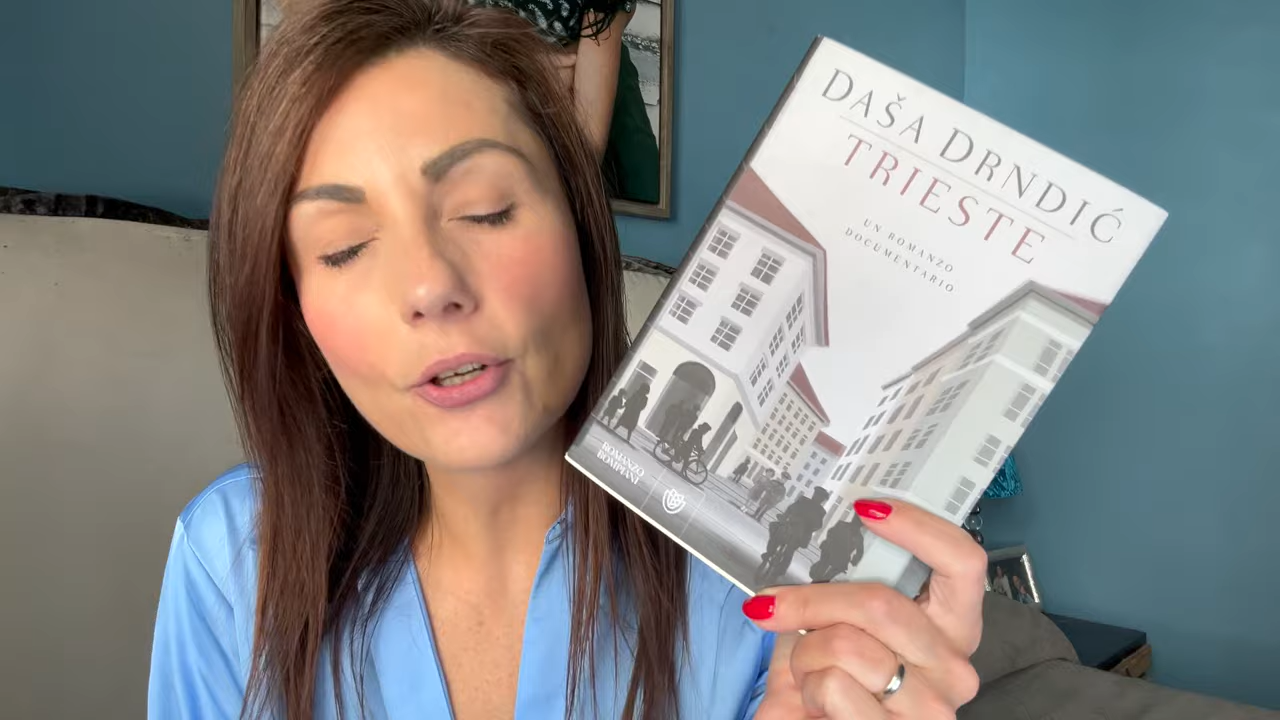 DAŠA DRNDIĆ
TRIESTE
UN ROMANZO
DOCUMENTARIO
ROMANZO
BOMPIANI